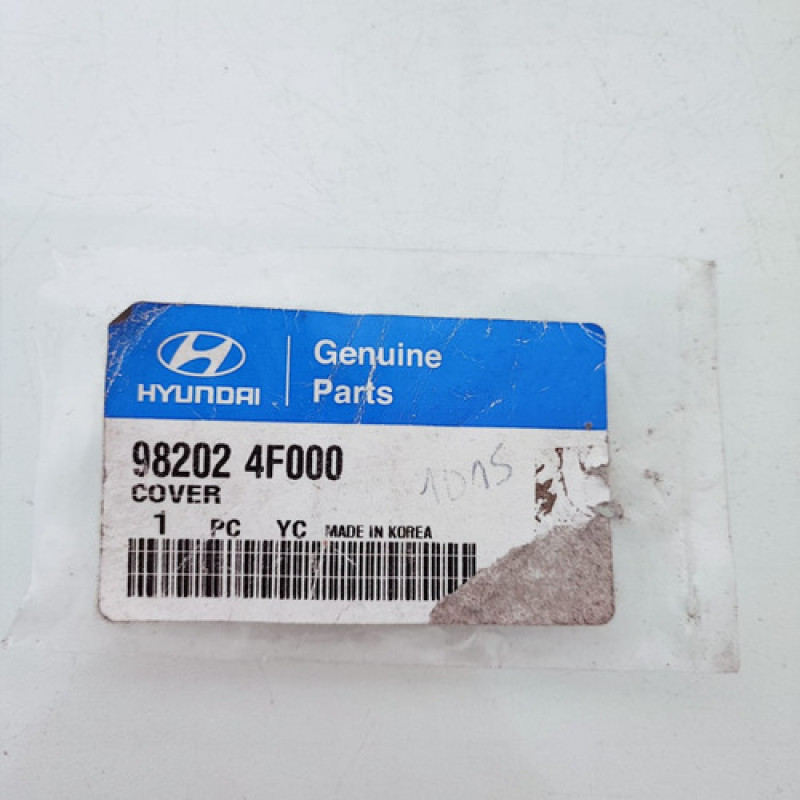 HYUNDAI
Genuine
Parts
98202 4F000
COVER
1 PC YC MADE IN KOREA